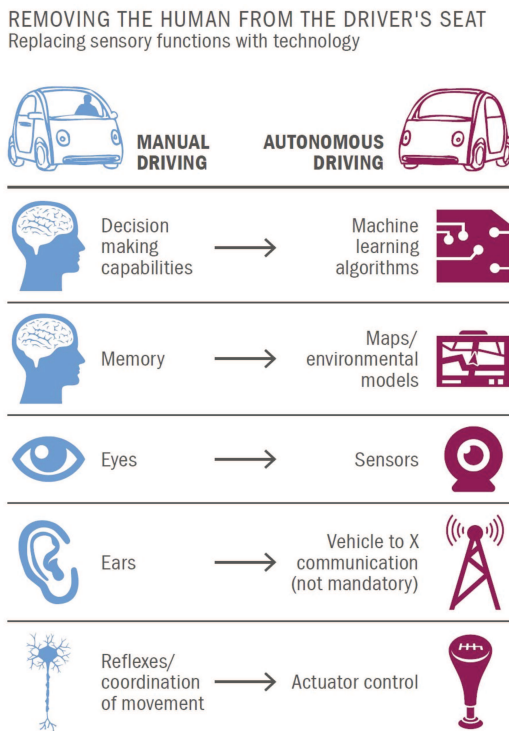 REMOVING THE HUMAN FROM THE DRIVER'S SEAT
Replacing sensory functions with technology
MANUAL
DRIVING
AUTONOMOUS
DRIVING
Decision
making
capabilities
Machine
learning
algorithms
Memory
Maps/
environmental
models
Eyes
Sensors
Ears
Vehicle to X
communication
(not mandatory)
Reflexes/
coordination
of movement
Actuator control